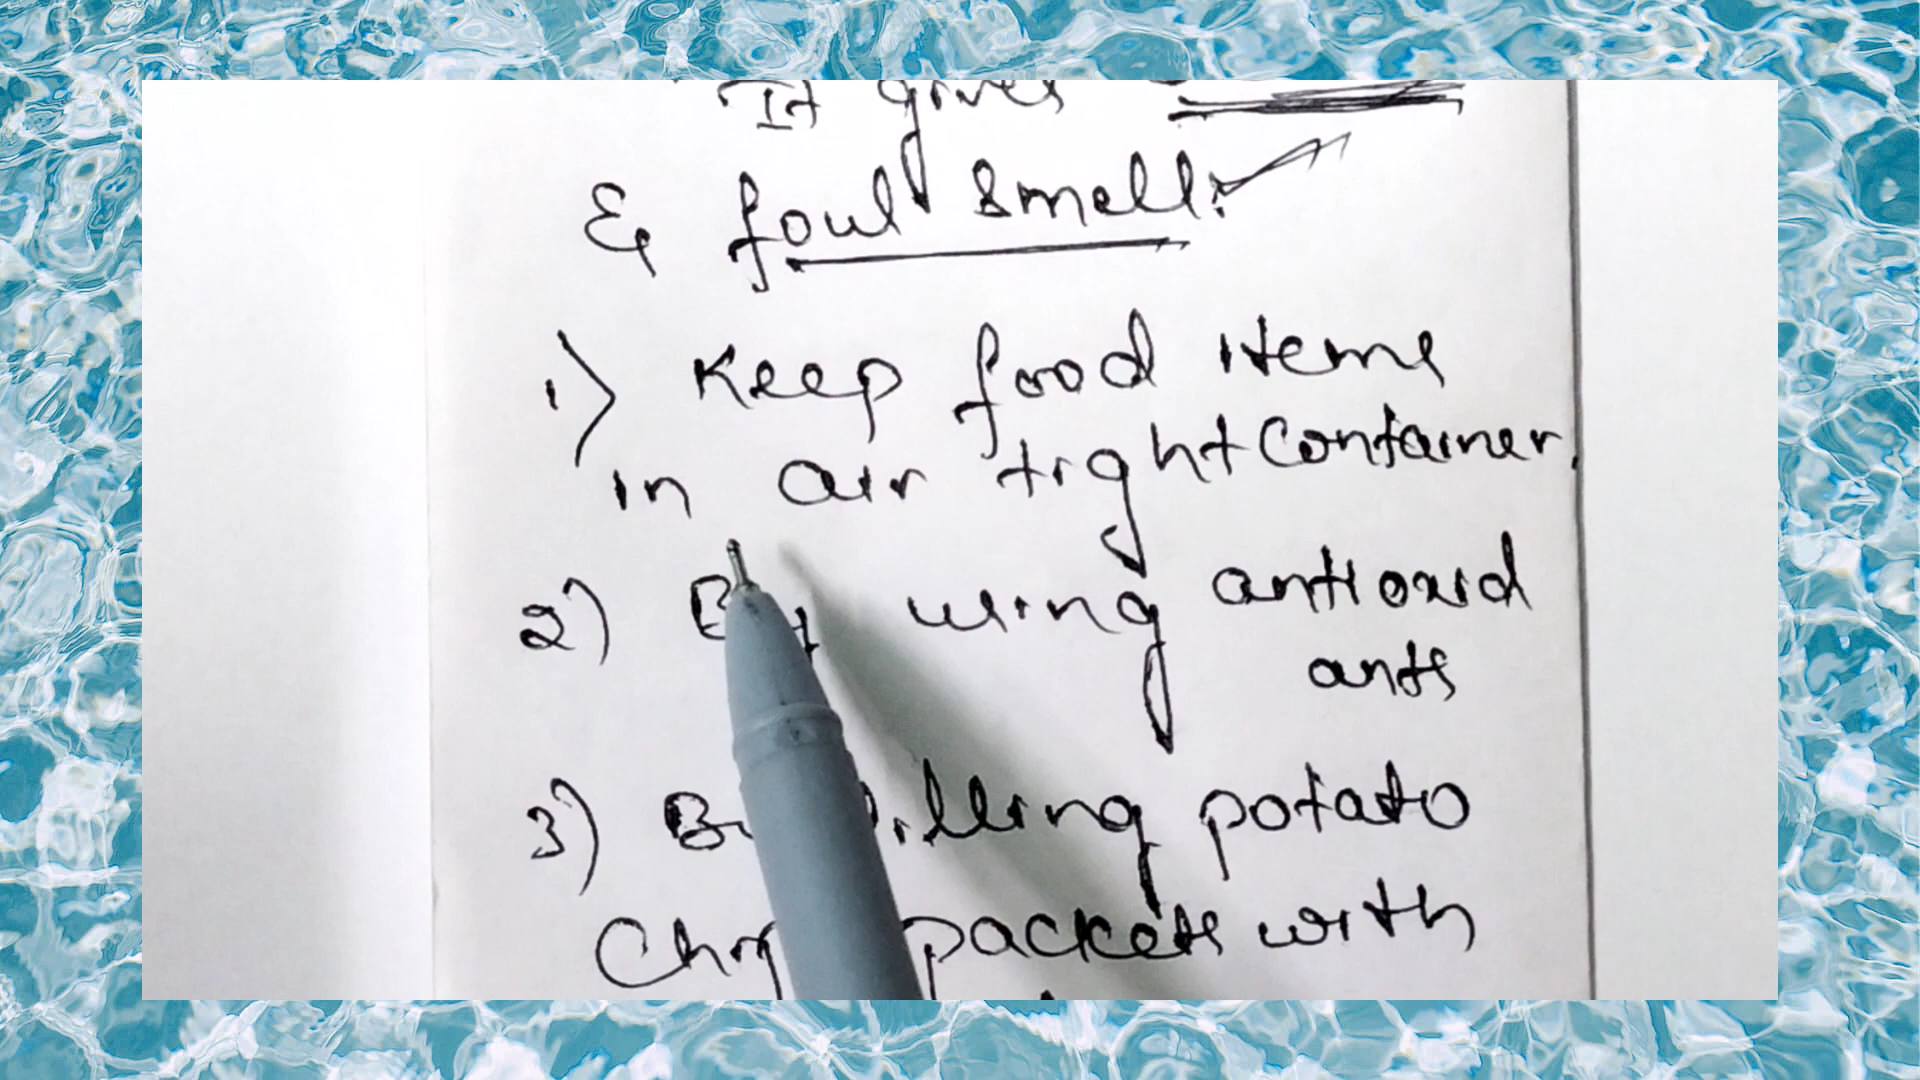 It gives
& foul smell.
1) Keep food items
in air tight container.
2) using antioxid
ants
3) potato
packets with